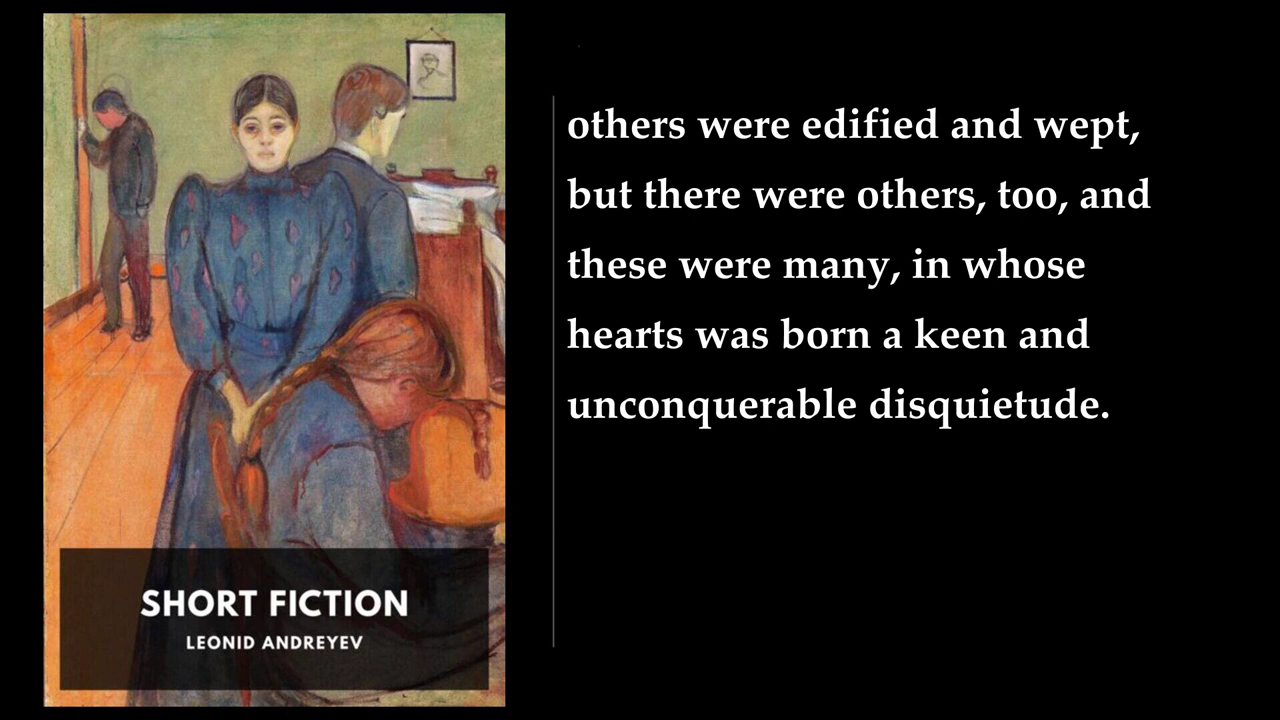 others were edified and wept,
but there were others, too, and
these were many, in whose
hearts was born a keen and
unconquerable disquietude.
SHORT FICTION
LEONID ANDREYEV